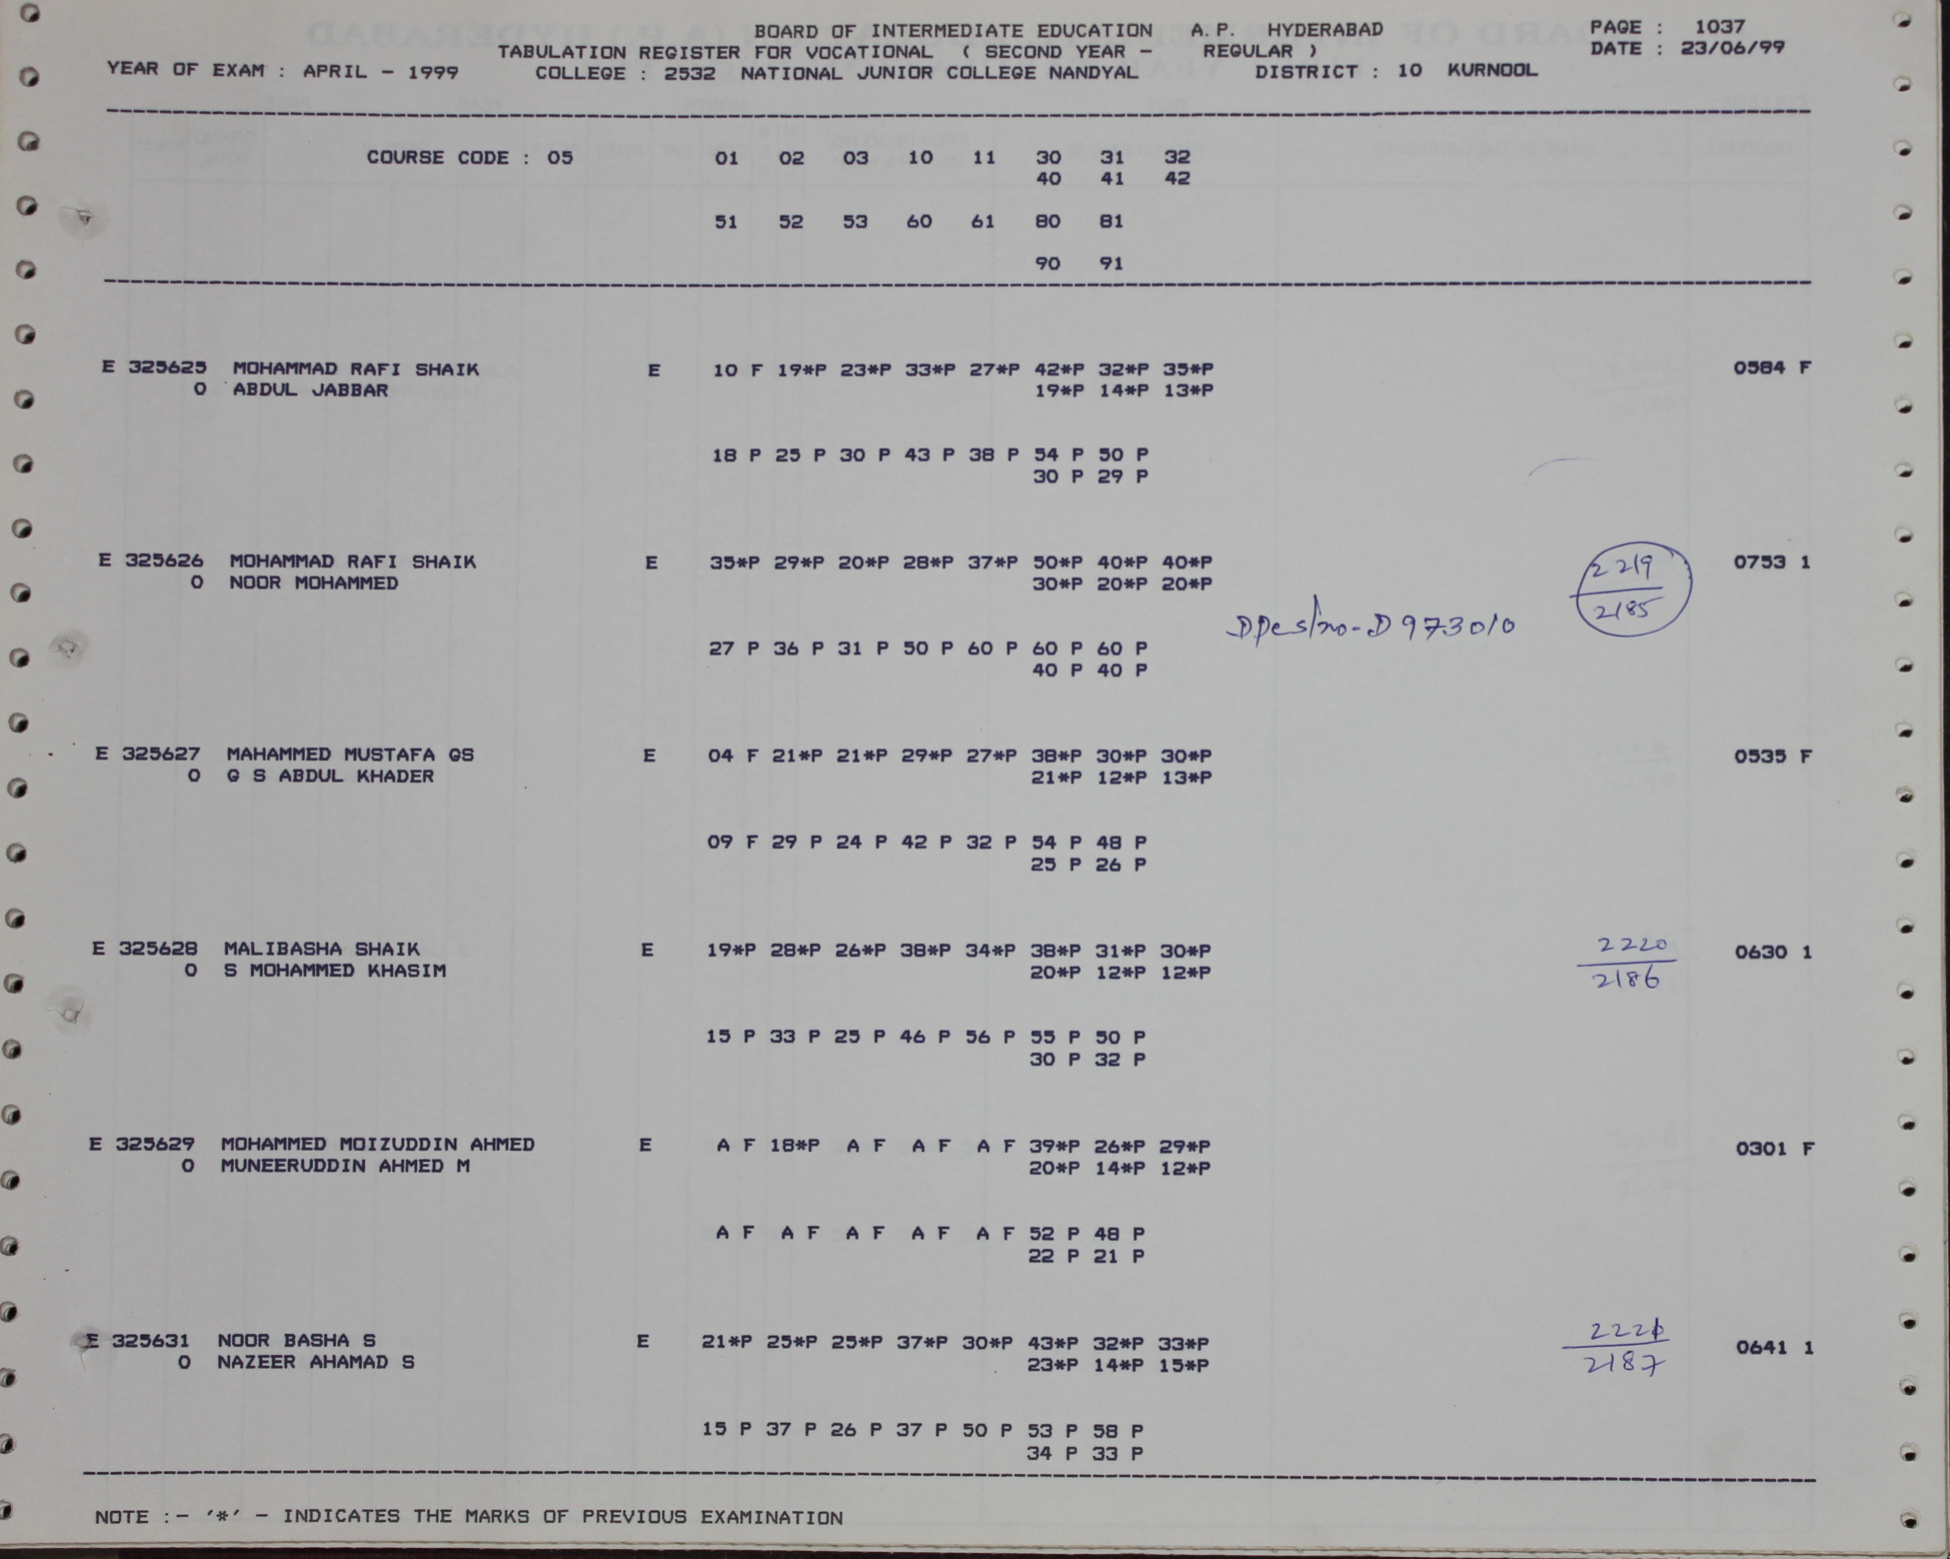 BOARD OF INTERMEDIATE EDUCATION A.P. HYDERABAD PAGE : 1037
TABULATION REGISTER FOR VOCATIONAL ( SECOND YEAR - REGULAR ) DATE : 23/06/99
YEAR OF EXAM : APRIL - 1999 COLLEGE : 2532 NATIONAL JUNIOR COLLEGE NANDYAL DISTRICT : 10 KURNOOL
COURSE CODE : 05 01 02 03 10 11 30 31 32
40 41 42
51 52 53 60 61 80 81
90 91
E 325625 MOHAMMAD RAFI SHAIK E 10 F 19*P 23*P 33*P 27*P 42*P 32*P 35*P 0584 F
0 ABDUL JABBAR 19*P 14*P 13*P
18 P 25 P 30 P 43 P 38 P 54 P 50 P
30 P 29 P
E 325626 MOHAMMAD RAFI SHAIK E 35*P 29*P 20*P 28*P 37*P 50*P 40*P 40*P 2219 0753 1
0 NOOR MOHAMMED 30*P 20*P 20*P 2185
D973010
27 P 36 P 31 P 50 P 60 P 60 P 60 P
40 P 40 P
E 325627 MAHAMMED MUSTAFA GS E 04 F 21*P 21*P 29*P 27*P 38*P 30*P 30*P 0535 F
0 G S ABDUL KHADER 21*P 12*P 13*P
09 F 29 P 24 P 42 P 32 P 54 P 48 P
25 P 26 P
E 325628 MALIBASHA SHAIK E 19*P 28*P 26*P 38*P 34*P 38*P 31*P 30*P 2220 0630 1
0 S MOHAMMED KHASIM 20*P 12*P 12*P 2186
15 P 33 P 25 P 46 P 56 P 55 P 50 P
30 P 32 P
E 325629 MOHAMMED MOIZUDDIN AHMED E A F 18*P A F A F A F 39*P 26*P 29*P 0301 F
0 MUNEERUDDIN AHMED M 20*P 14*P 12*P
A F A F A F A F A F 52 P 48 P
22 P 21 P
E 325631 NOOR BASHA S E 21*P 25*P 25*P 37*P 30*P 43*P 32*P 33*P 2221 0641 1
0 NAZEER AHAMAD S 23*P 14*P 15*P 2187
15 P 37 P 26 P 37 P 50 P 53 P 58 P
34 P 33 P
NOTE :- '*' - INDICATES THE MARKS OF PREVIOUS EXAMINATION